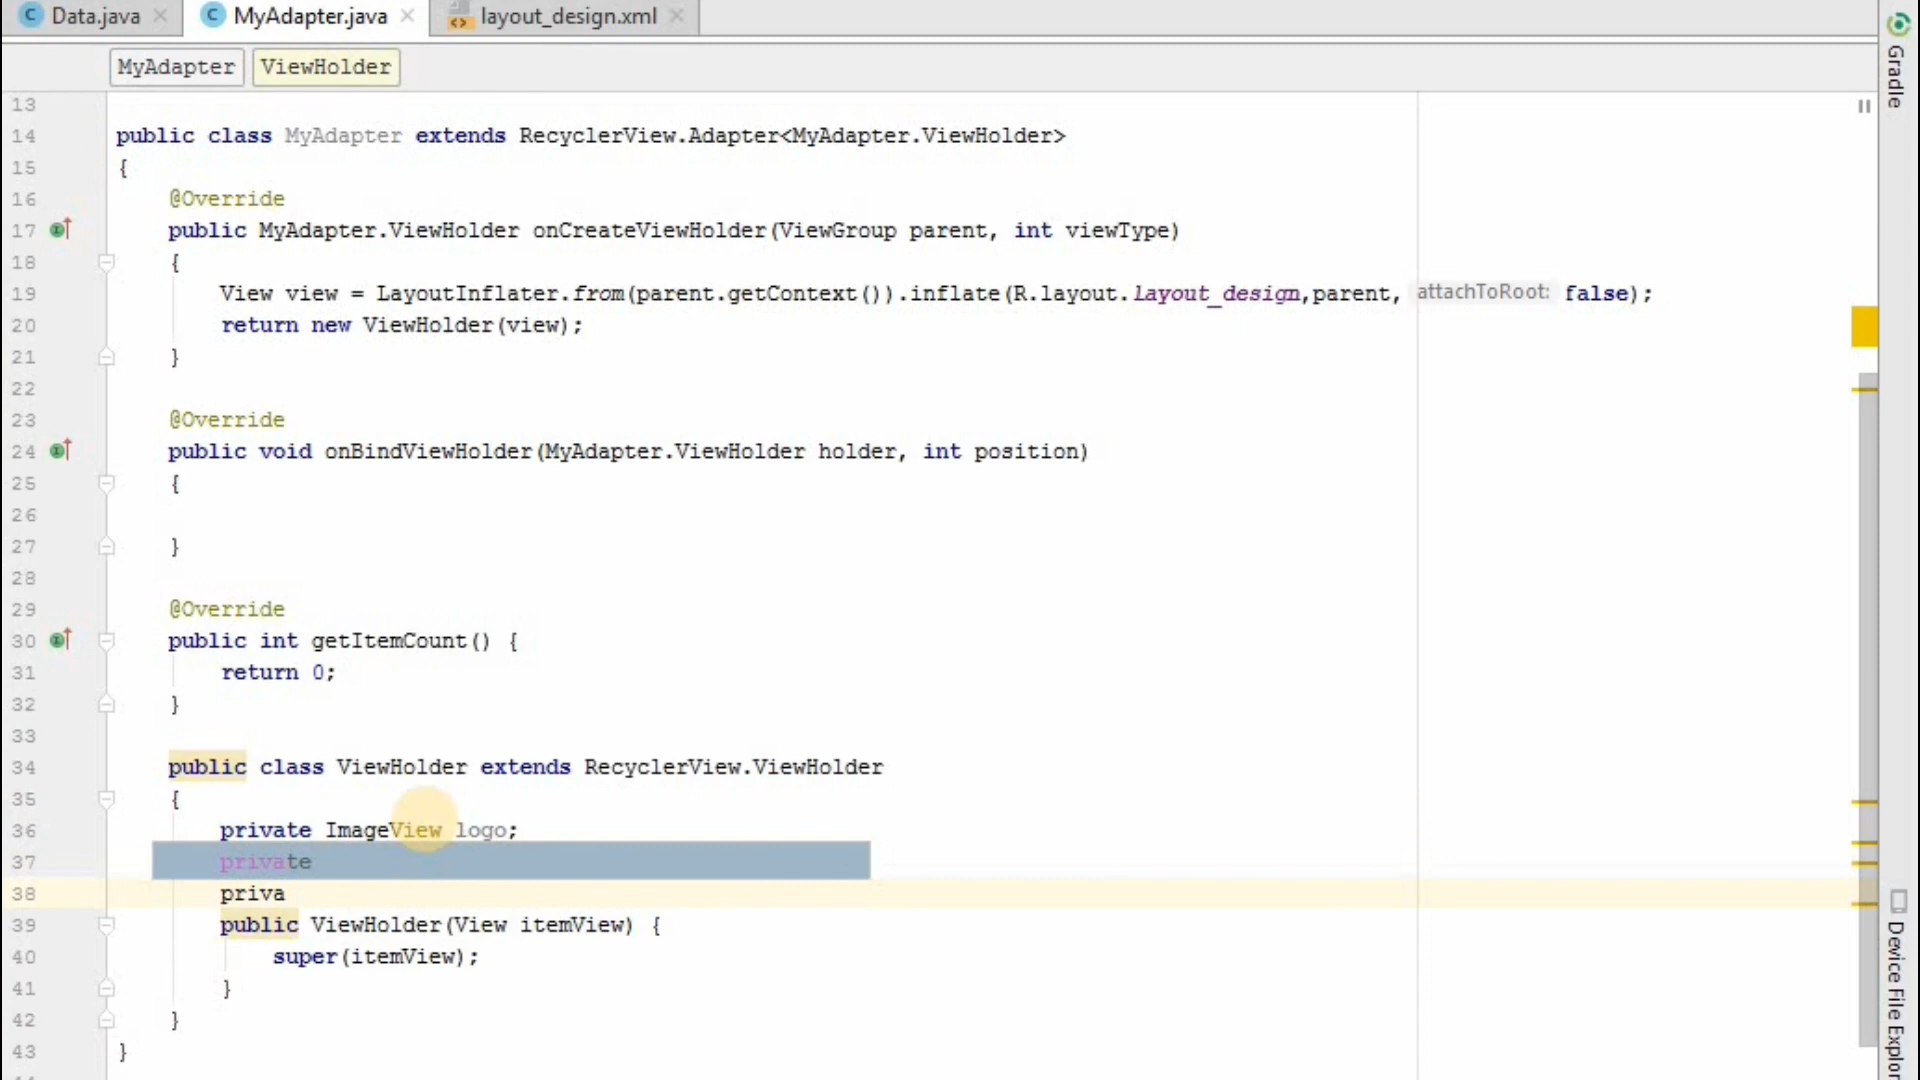 Data.java MyAdapter.java layout_design.xml
MyAdapter ViewHolder
13
14 public class MyAdapter extends RecyclerView.Adapter<MyAdapter.ViewHolder>
15 {
16 @Override
17 public MyAdapter.ViewHolder onCreateViewHolder(ViewGroup parent, int viewType)
18 {
19 View view = LayoutInflater.from(parent.getContext()).inflate(R.layout.layout_design,parent, attachToRoot: false);
20 return new ViewHolder(view);
21 }
22
23 @Override
24 public void onBindViewHolder(MyAdapter.ViewHolder holder, int position)
25 {
26
27 }
28
29 @Override
30 public int getItemCount() {
31 return 0;
32 }
33
34 public class ViewHolder extends RecyclerView.ViewHolder
35 {
36 private ImageView logo;
37 private
38 priva
39 public ViewHolder(View itemView) {
40 super(itemView);
41 }
42 }
43 }
Gradle
Device File Explor